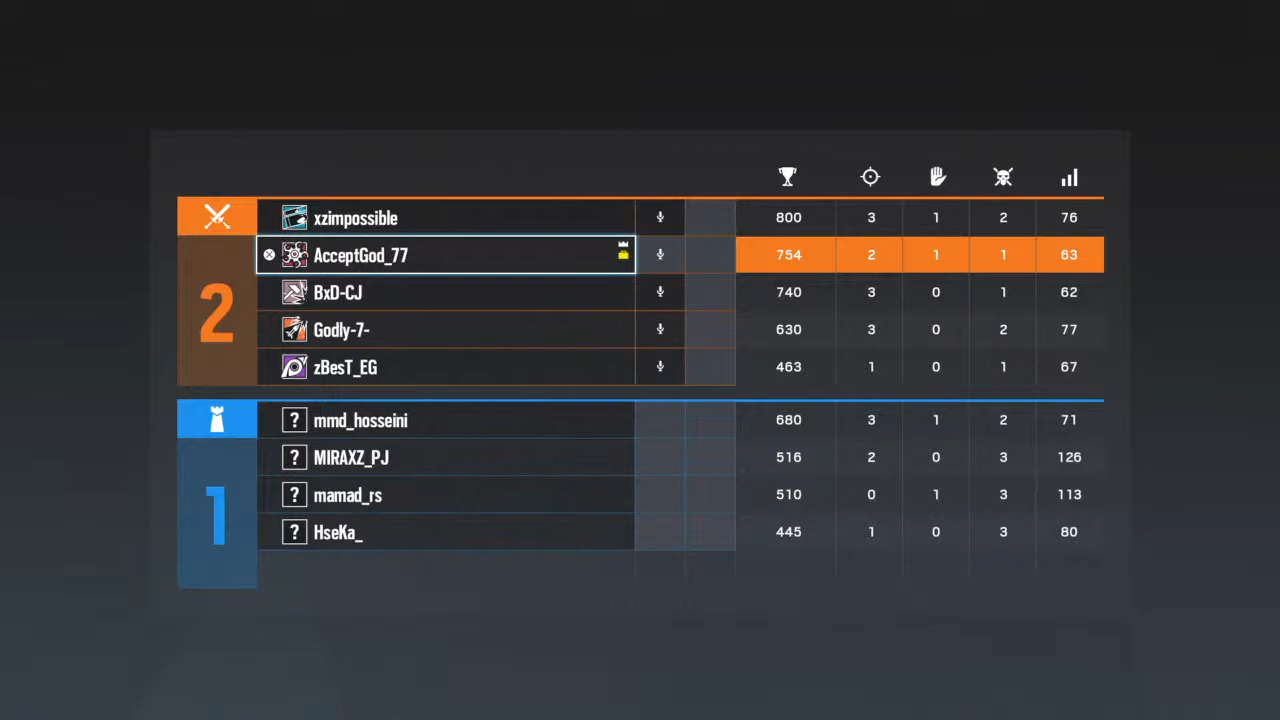 xzimpossible 800 3 1 2 76
AcceptGod_77 754 2 1 1 63
2
BxD-CJ 740 3 0 1 62
Godly-7- 630 3 0 2 77
zBesT_EG 463 1 0 1 67
? mmd_hosseini 680 3 1 2 71
? MIRAXZ_PJ 516 2 0 3 126
1
? mamad_rs 510 0 1 3 113
? HseKa_ 445 1 0 3 80